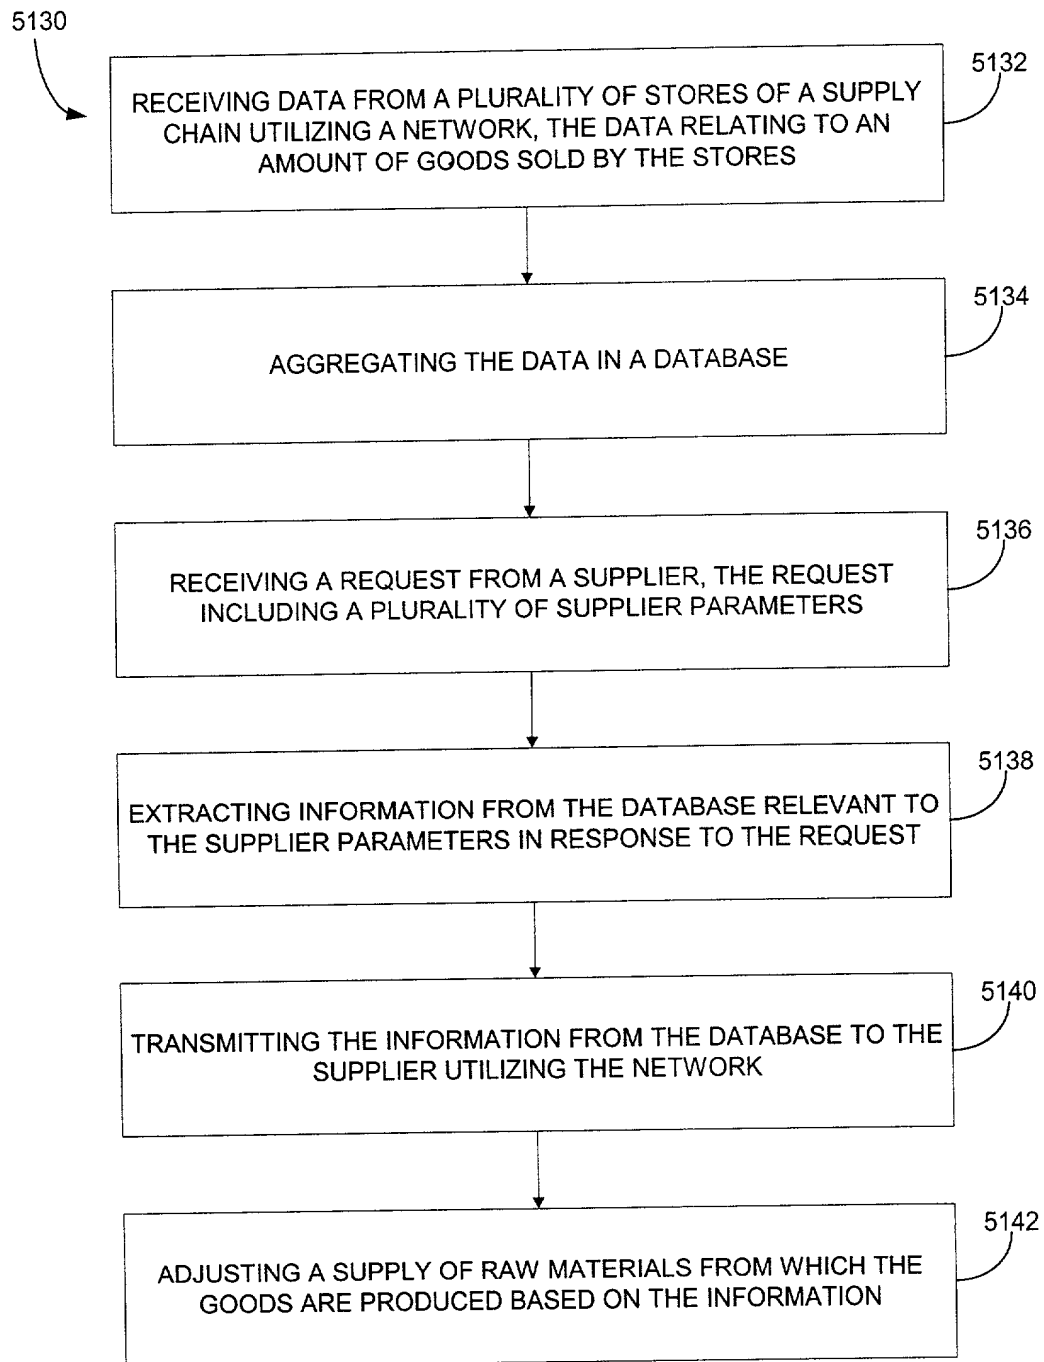 5130
5132
RECEIVING DATA FROM A PLURALITY OF STORES OF A SUPPLY
CHAIN UTILIZING A NETWORK, THE DATA RELATING TO AN
AMOUNT OF GOODS SOLD BY THE STORES
5134
AGGREGATING THE DATA IN A DATABASE
5136
RECEIVING A REQUEST FROM A SUPPLIER, THE REQUEST
INCLUDING A PLURALITY OF SUPPLIER PARAMETERS
5138
EXTRACTING INFORMATION FROM THE DATABASE RELEVANT TO
THE SUPPLIER PARAMETERS IN RESPONSE TO THE REQUEST
5140
TRANSMITTING THE INFORMATION FROM THE DATABASE TO THE
SUPPLIER UTILIZING THE NETWORK
5142
ADJUSTING A SUPPLY OF RAW MATERIALS FROM WHICH THE
GOODS ARE PRODUCED BASED ON THE INFORMATION